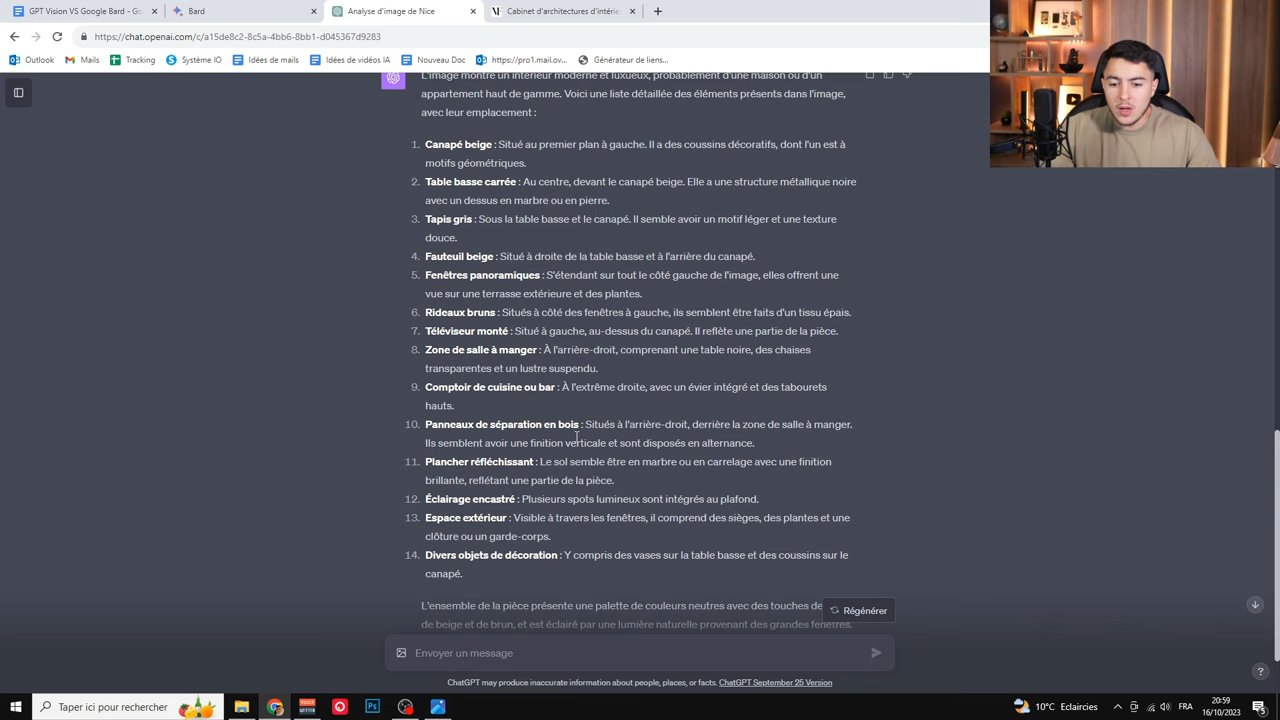 GPT Vision VS Google Bard - Go
Bard
Analyse d'image de Nice
Cabinet d'architectures d'intérie
https://chat.openai.com/c/a15de8c2-8c5a-4bb6-8bb1-d045367d9283
Outlook
Mails
Tracking
Système IO
Idées de mails
Idées de vidéos IA
Nouveau Doc
https://pro1.mail.ov...
Générateur de liens...
L'image montre un intérieur moderne et luxueux, probablement d'une maison ou d'un
appartement haut de gamme. Voici une liste détaillée des éléments présents dans l'image,
avec leur emplacement :
1. Canapé beige : Situé au premier plan à gauche. Il a des coussins décoratifs, dont l'un est à
motifs géométriques.
2. Table basse carrée : Au centre, devant le canapé beige. Elle a une structure métallique noire
avec un dessus en marbre ou en pierre.
3. Tapis gris : Sous la table basse et le canapé. Il semble avoir un motif léger et une texture
douce.
4. Fauteuil beige : Situé à droite de la table basse et à l'arrière du canapé.
5. Fenêtres panoramiques : S'étendant sur tout le côté gauche de l'image, elles offrent une
vue sur une terrasse extérieure et des plantes.
6. Rideaux bruns : Situés à côté des fenêtres à gauche, ils semblent être faits d'un tissu épais.
7. Téléviseur monté : Situé à gauche, au-dessus du canapé. Il reflète une partie de la pièce.
8. Zone de salle à manger : À l'arrière-droit, comprenant une table noire, des chaises
transparentes et un lustre suspendu.
9. Comptoir de cuisine ou bar : À l'extrême droite, avec un évier intégré et des tabourets
hauts.
10. Panneaux de séparation en bois : Situés à l'arrière-droit, derrière la zone de salle à manger.
Ils semblent avoir une finition verticale et sont disposés en alternance.
11. Plancher réfléchissant : Le sol semble être en marbre ou en carrelage avec une finition
brillante, reflétant une partie de la pièce.
12. Éclairage encastré : Plusieurs spots lumineux sont intégrés au plafond.
13. Espace extérieur : Visible à travers les fenêtres, il comprend des sièges, des plantes et une
clôture ou un garde-corps.
14. Divers objets de décoration : Y compris des vases sur la table basse et des coussins sur le
canapé.
L'ensemble de la pièce présente une palette de couleurs neutres avec des touches de
Régénérer
de beige et de brun, et est éclairé par une lumière naturelle provenant des grandes fenêtres.
Envoyer un message
ChatGPT may produce inaccurate information about people, places, or facts. ChatGPT September 25 Version
Taper ici pour rechercher
10°C Eclaircies
FRA
20:59
16/10/2023